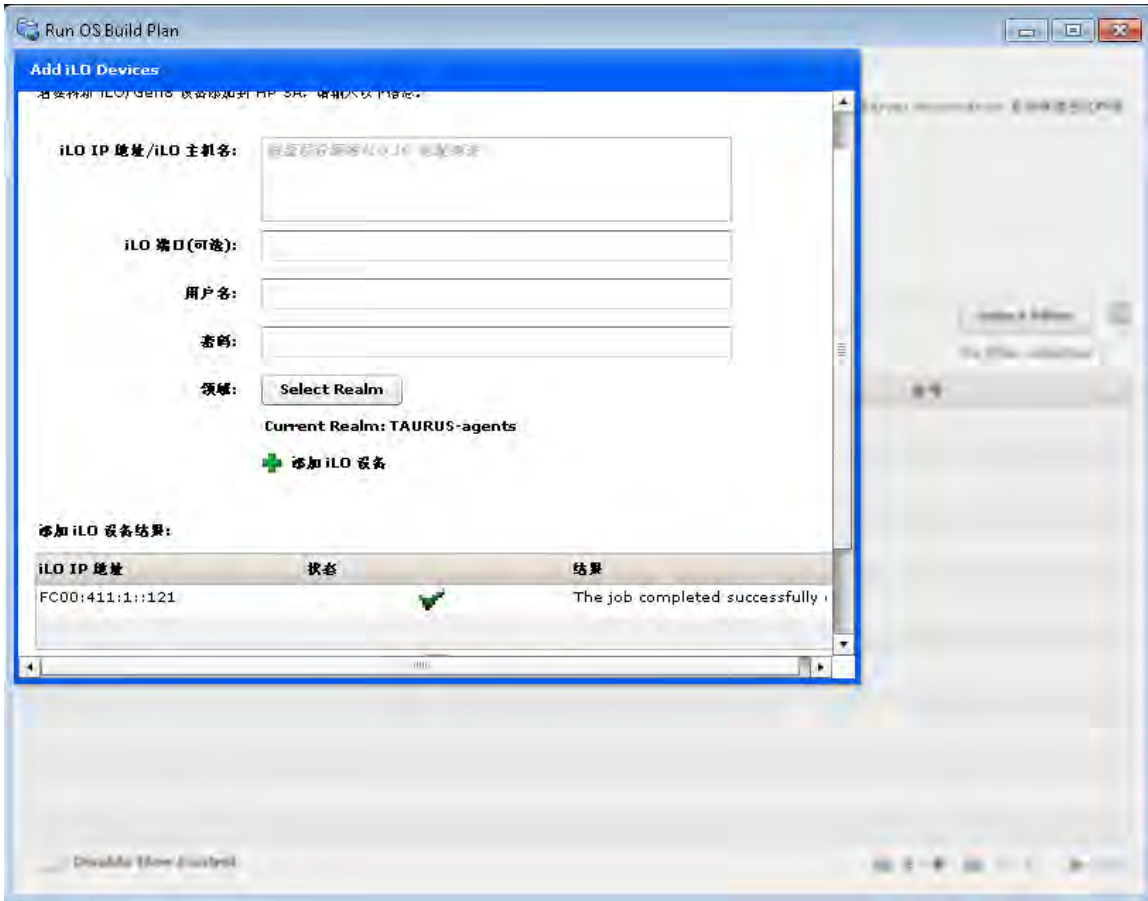 Run OS Build Plan
Add iLO Devices
iLO IP 地址/iLO 主机名:
iLO 端口(可选):
用户名:
密码:
领域:
Select Realm
Current Realm: TAURUS-agents
添加 iLO 设备
添加 iLO 设备结果:
iLO IP 地址 状态 结果
FC00:411:1::121 The job completed successfully